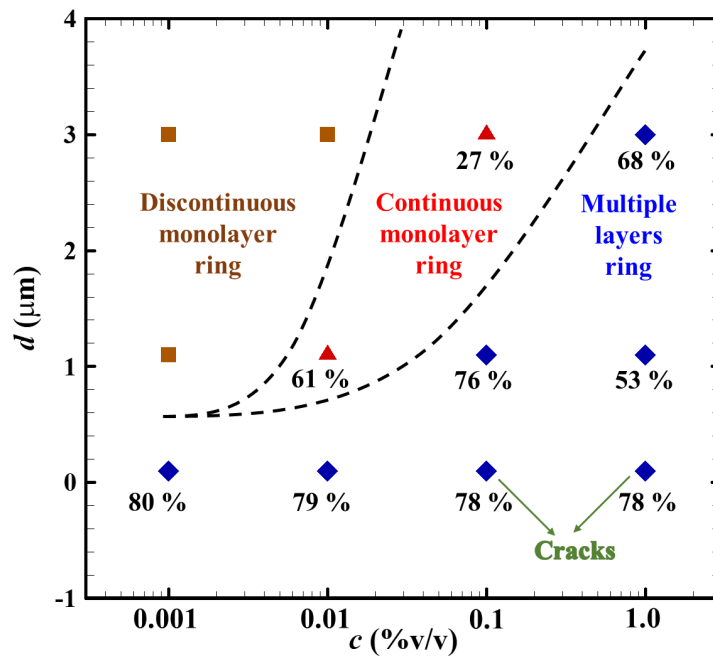 4
3
27 %
68 %
Discontinuous
monolayer
ring
Continuous
monolayer
ring
Multiple
layers
ring
d (μm)
2
1
61 %
76 %
53 %
0
80 %
79 %
78 %
78 %
Cracks
-1
0.001
0.01
0.1
1.0
c (%v/v)